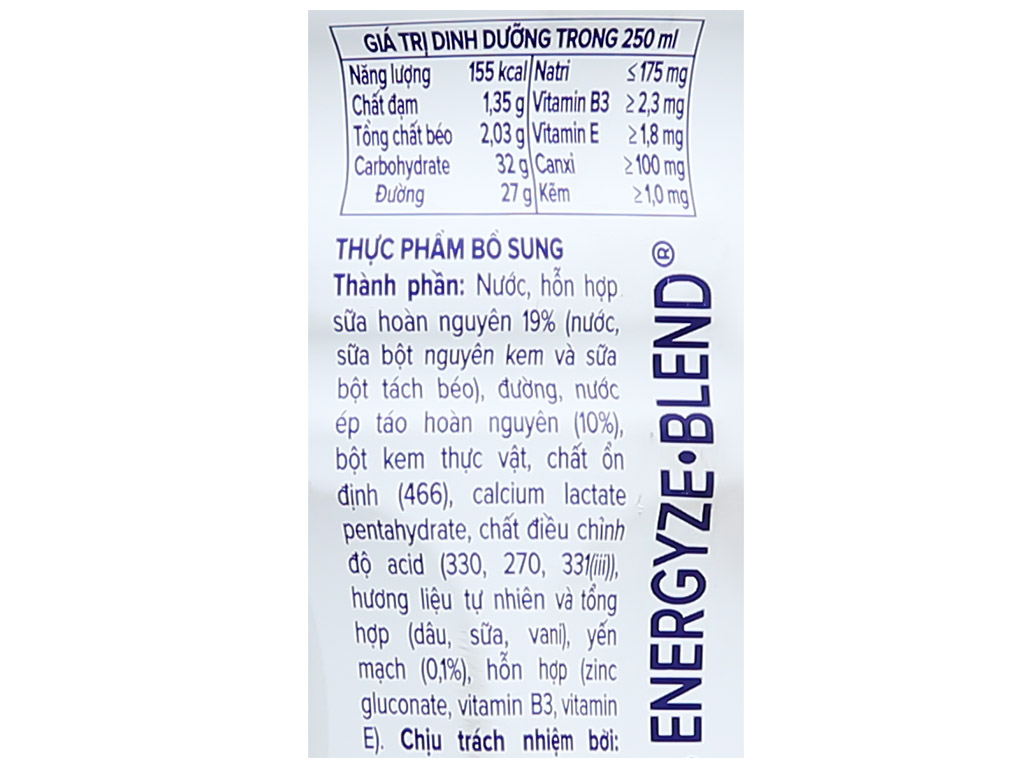 GIÁ TRỊ DINH DƯỠNG TRONG 250 ml
Năng lượng 155 kcal Natri ≤ 175 mg
Chất đạm 1,35 g Vitamin B3 ≥ 2,3 mg
Tổng chất béo 2,03 g Vitamin E ≥ 1,8 mg
Carbohydrate 32 g Canxi ≥ 100 mg
Đường 27 g Kẽm ≥ 1,0 mg
THỰC PHẨM BỔ SUNG
Thành phần: Nước, hỗn hợp
sữa hoàn nguyên 19% (nước,
sữa bột nguyên kem và sữa
bột tách béo), đường, nước
ép táo hoàn nguyên (10%),
bột kem thực vật, chất ổn
định (466), calcium lactate
pentahydrate, chất điều chỉnh
độ acid (330, 270, 331(iii)),
hương liệu tự nhiên và tổng
hợp (dâu, sữa, vani), yến
mạch (0,1%), hỗn hợp (zinc
gluconate, vitamin B3, vitamin
E). Chịu trách nhiệm bởi:
ENERGYZE•BLEND®